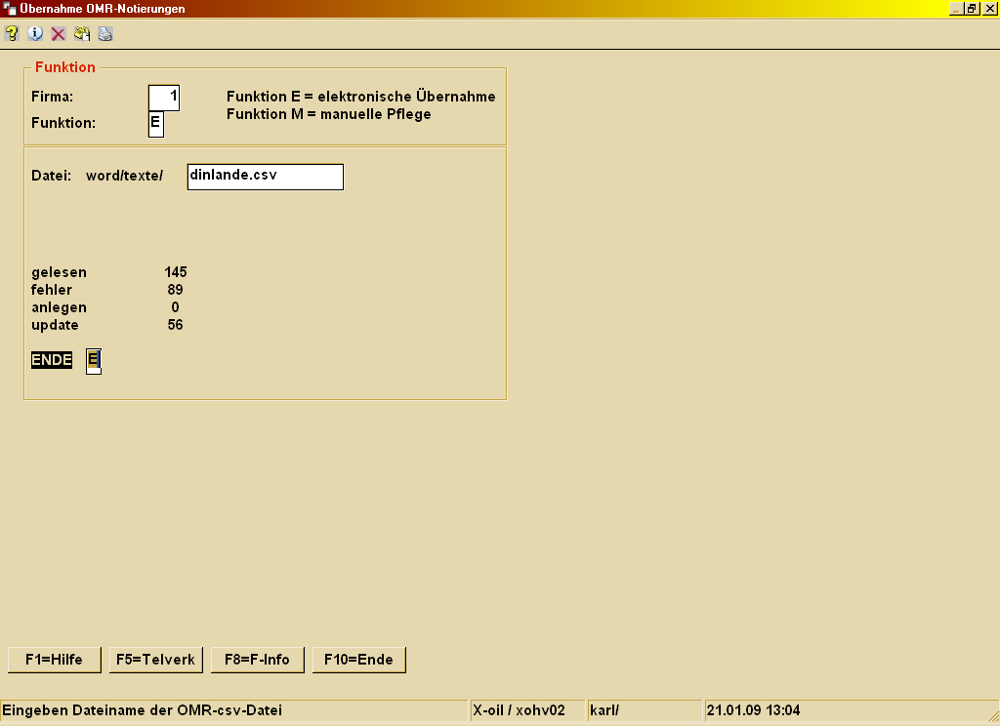 Übernahme OMR-Notierungen
Funktion
Firma: 1
Funktion: E
Funktion E = elektronische Übernahme
Funktion M = manuelle Pflege
Datei: word/texte/ dinlande.csv
gelesen 145
fehler 89
anlegen 0
update 56
ENDE E
F1=Hilfe F5=Telverk F8=F-Info F10=Ende
Eingeben Dateiname der OMR-csv-Datei X-oil / xohv02 karl/ 21.01.09 13:04